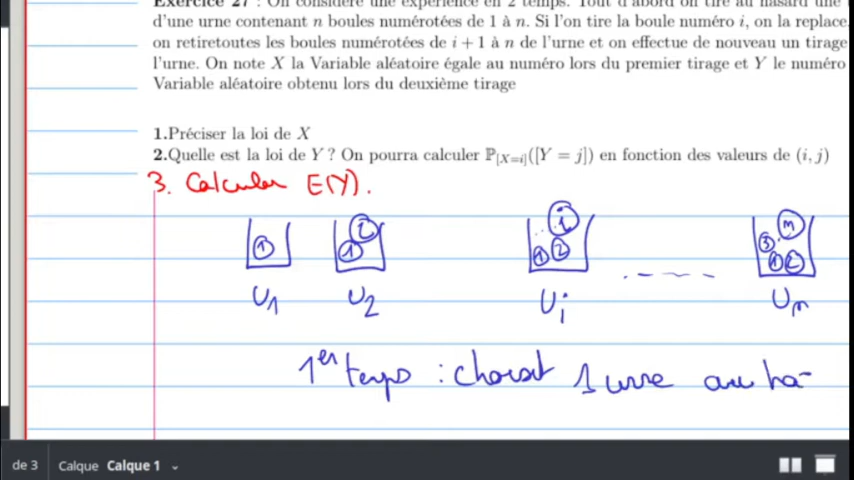 Exercice 27 : On considère une expérience en 2 temps. Tout d'abord on tire au hasard une
d'une urne contenant n boules numérotées de 1 à n. Si l'on tire la boule numéro i, on la replace.
on retiretoutes les boules numérotées de i + 1 à n de l'urne et on effectue de nouveau un tirage
l'urne. On note X la Variable aléatoire égale au numéro lors du premier tirage et Y le numéro
Variable aléatoire obtenu lors du deuxième tirage
1.Préciser la loi de X
2.Quelle est la loi de Y ? On pourra calculer ℙ[X=i]([Y = j]) en fonction des valeurs de (i, j)
3. Calculer E(Y).
1 1 2 1 2 i 3 n 1 2
U1 U2 Ui Un
1er temps : choisit 1 urne au ha-
de 3 Calque Calque 1